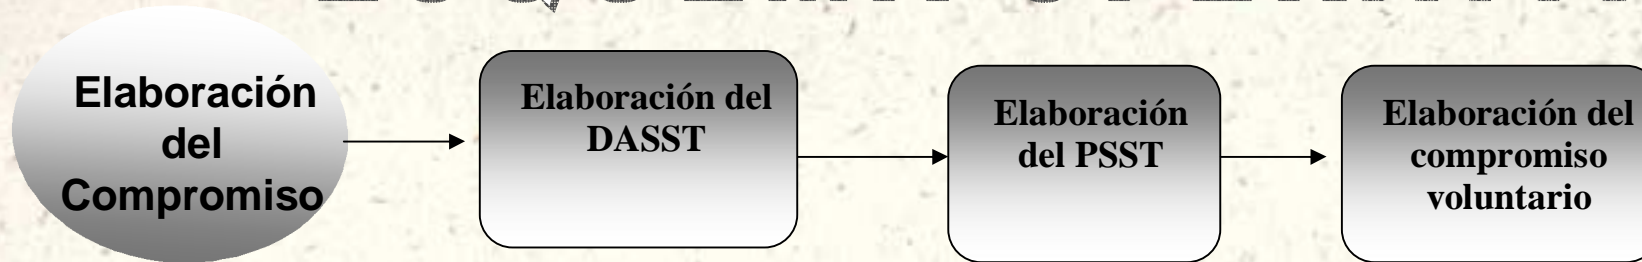 Elaboración
del
Compromiso
Elaboración del
DASST
Elaboración
del PSST
Elaboración del
compromiso
voluntario